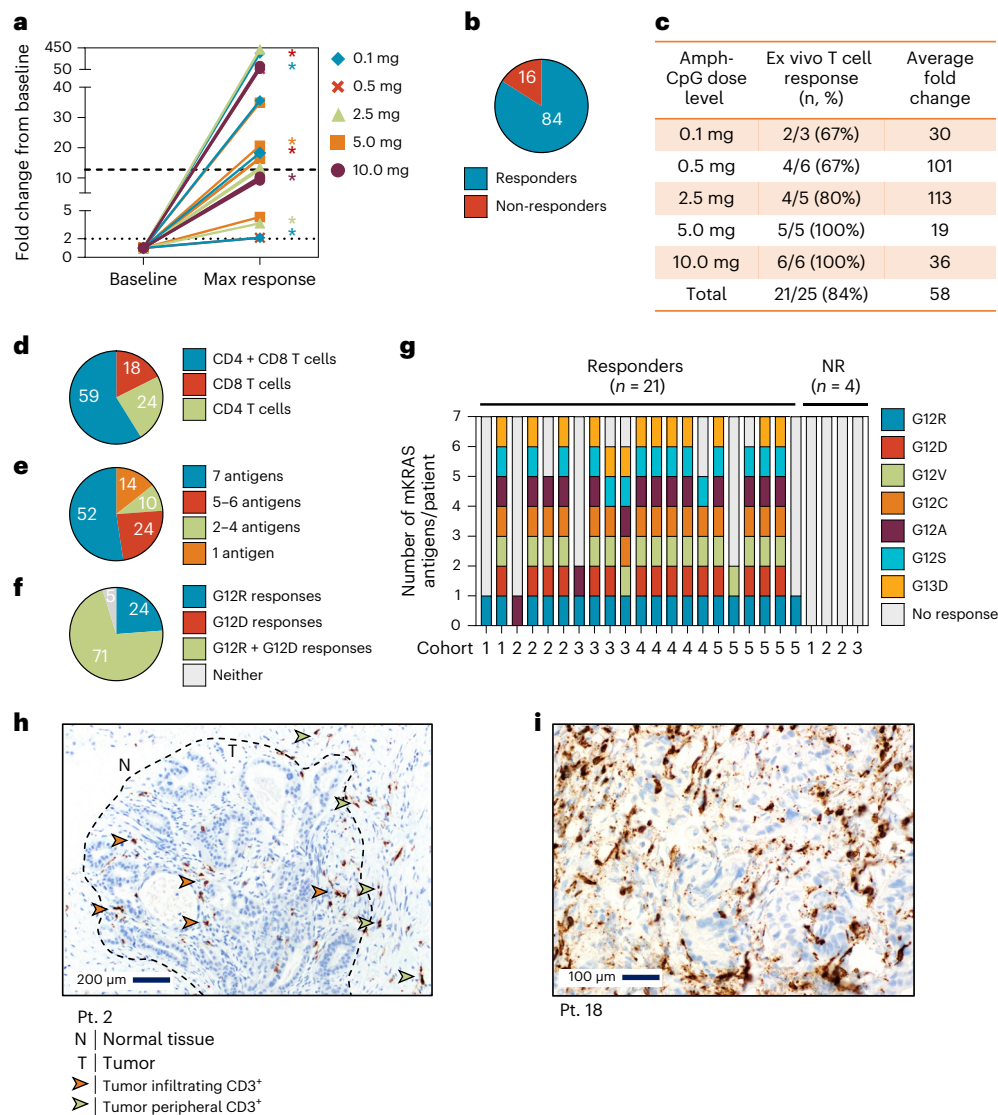 a
450
50
40
30
20
10
5
2
0
Fold change from baseline
Baseline
Max response
*
*
*
*
*
*
*
0.1 mg
0.5 mg
2.5 mg
5.0 mg
10.0 mg
b
16
84
Responders
Non-responders
c
Amph-CpG dose level | Ex vivo T cell response (n, %) | Average fold change
0.1 mg 2/3 (67%) 30
0.5 mg 4/6 (67%) 101
2.5 mg 4/5 (80%) 113
5.0 mg 5/5 (100%) 19
10.0 mg 6/6 (100%) 36
Total 21/25 (84%) 58
d
18
59
24
CD4 + CD8 T cells
CD8 T cells
CD4 T cells
e
14
10
52
24
7 antigens
5–6 antigens
2–4 antigens
1 antigen
f
5
24
71
G12R responses
G12D responses
G12R + G12D responses
Neither
g
Responders
(n = 21)
NR
(n = 4)
7
6
5
4
3
2
1
0
Number of mKRAS
antigens/patient
Cohort 1 1 2 2 2 2 3 3 3 3 4 4 4 4 4 5 5 5 5 5 5 1 2 2 3
G12R
G12D
G12V
G12C
G12A
G12S
G13D
No response
h
N
T
200 µm
Pt. 2
N | Normal tissue
T | Tumor
Tumor infiltrating CD3+
Tumor peripheral CD3+
i
100 µm
Pt. 18